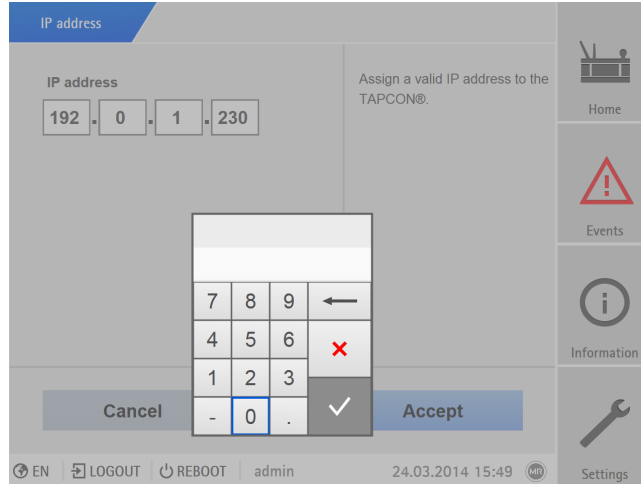 IP address
IP address
192 . 0 . 1 . 230
Assign a valid IP address to the
TAPCON®.
Home
Events
Information
Settings
7 8 9
4 5 6
1 2 3
- 0 .
Cancel
Accept
EN LOGOUT REBOOT admin 24.03.2014 15:49 MR